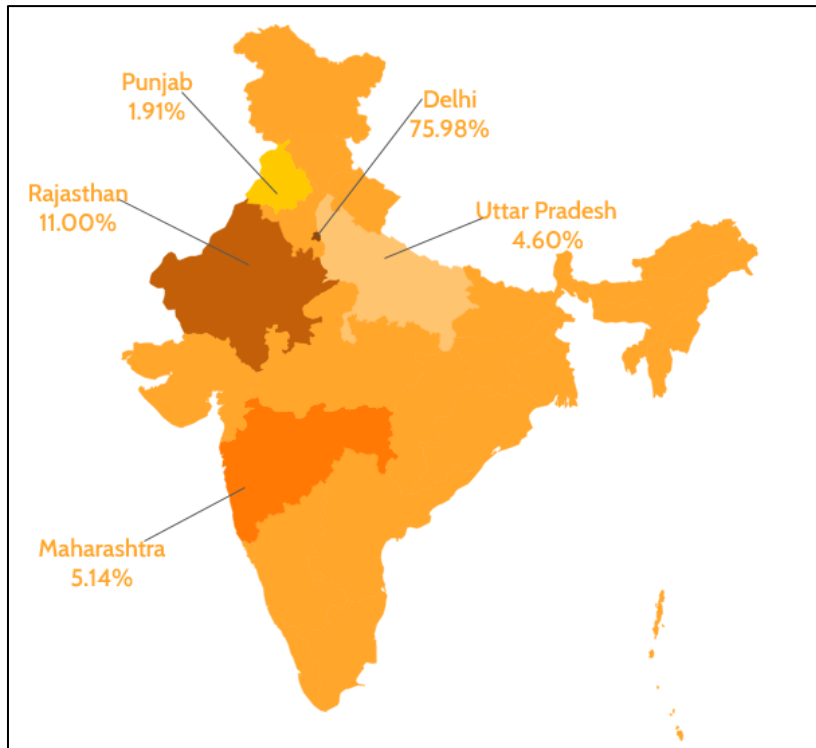 Punjab
1.91%
Delhi
75.98%
Rajasthan
11.00%
Uttar Pradesh
4.60%
Maharashtra
5.14%